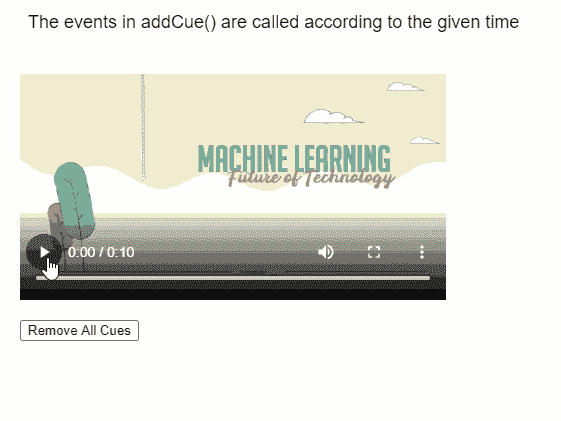 The events in addCue() are called according to the given time
MACHINE LEARNING
Future of Technology
0:00 / 0:10
Remove All Cues